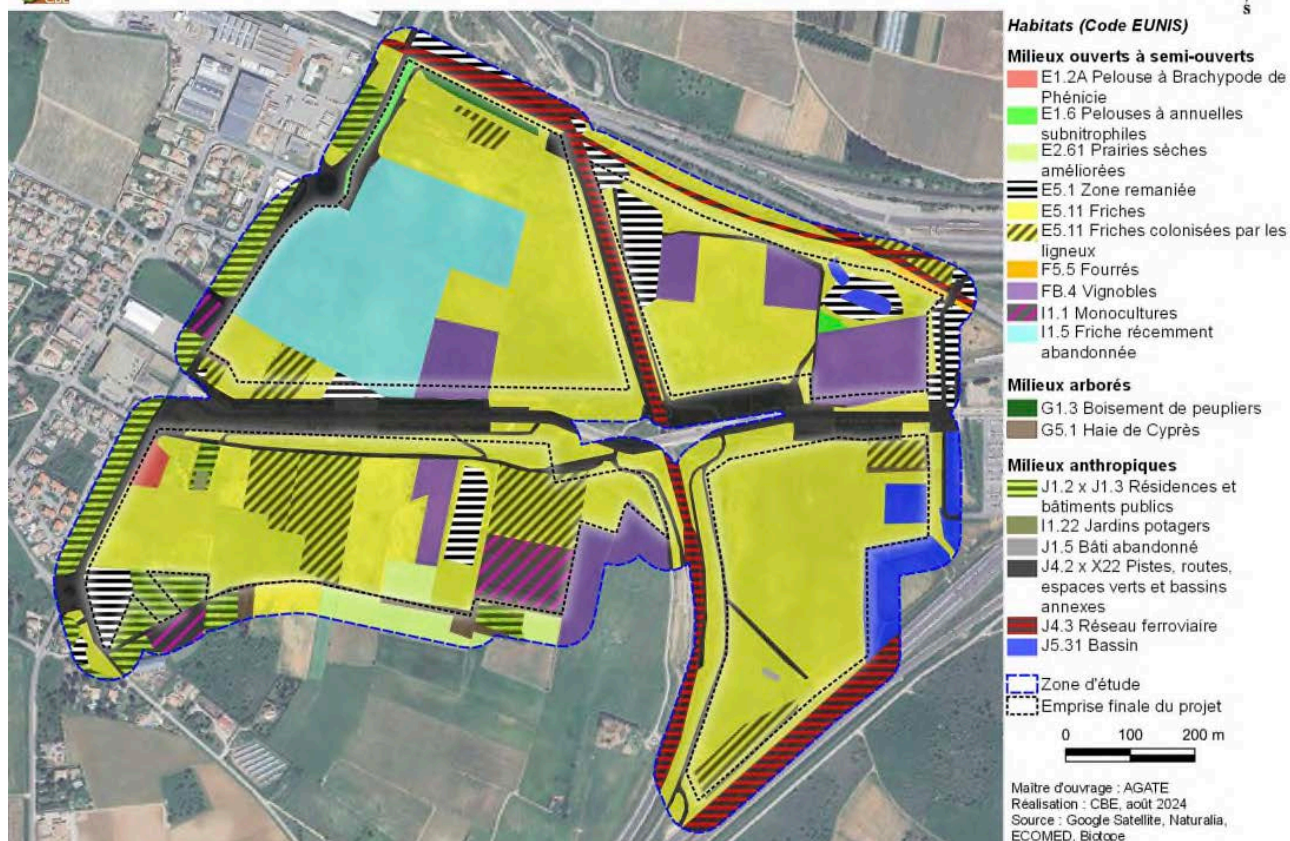 CBE
s
Habitats (Code EUNIS)
Milieux ouverts à semi-ouverts
E1.2A Pelouse à Brachypode de
Phénicie
E1.6 Pelouses à annuelles
subnitrophiles
E2.61 Prairies sèches
améliorées
E5.1 Zone remaniée
E5.11 Friches
E5.11 Friches colonisées par les
ligneux
F5.5 Fourrés
FB.4 Vignobles
I1.1 Monocultures
I1.5 Friche récemment
abandonnée
Milieux arborés
G1.3 Boisement de peupliers
G5.1 Haie de Cyprès
Milieux anthropiques
J1.2 x J1.3 Résidences et
bâtiments publics
I1.22 Jardins potagers
J1.5 Bâti abandonné
J4.2 x X22 Pistes, routes,
espaces verts et bassins
annexes
J4.3 Réseau ferroviaire
J5.31 Bassin
Zone d'étude
Emprise finale du projet
0 100 200 m
Maître d'ouvrage : AGATE
Réalisation : CBE, août 2024
Source : Google Satellite, Naturalia,
ECOMED, Biotope